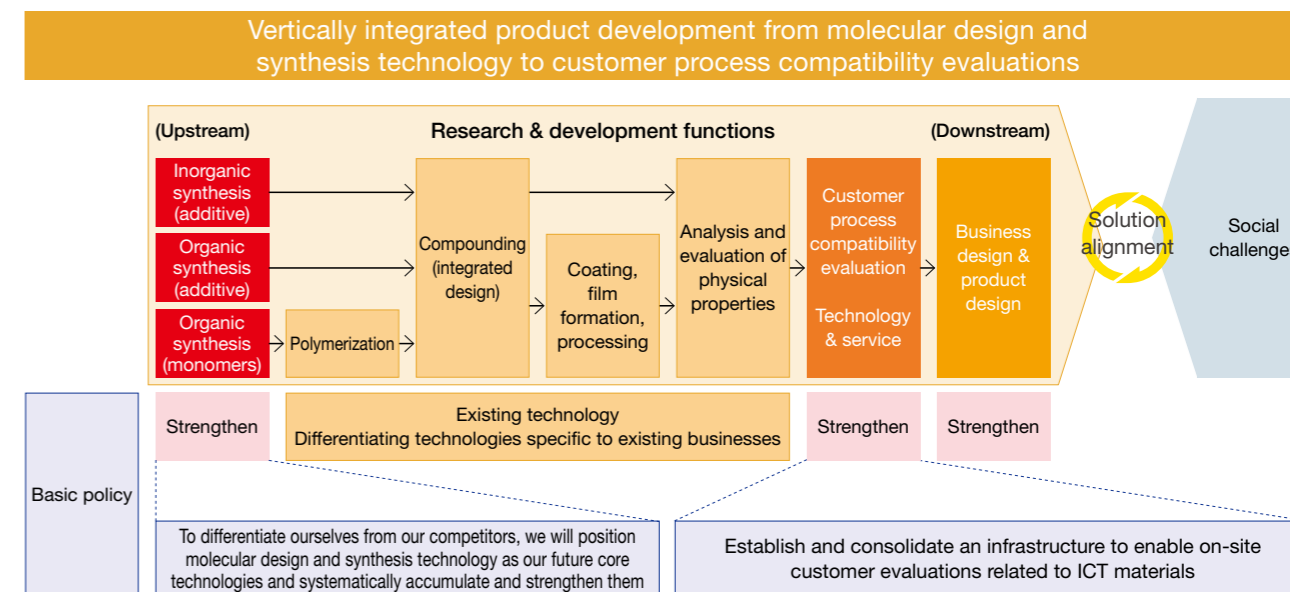 Vertically integrated product development from molecular design and
synthesis technology to customer process compatibility evaluations
(Upstream)
Research & development functions
(Downstream)
Inorganic
synthesis
(additive)
Organic
synthesis
(additive)
Organic
synthesis
(monomers)
Polymerization
Compounding
(integrated
design)
Coating,
film
formation,
processing
Analysis and
evaluation of
physical
properties
Customer
process
compatibility
evaluation
Technology
& service
Business
design &
product
design
Solution
alignment
Social
challenge
Basic policy
Strengthen
Existing technology
Differentiating technologies specific to existing businesses
Strengthen
Strengthen
To differentiate ourselves from our competitors, we will position
molecular design and synthesis technology as our future core
technologies and systematically accumulate and strengthen them
Establish and consolidate an infrastructure to enable on-site
customer evaluations related to ICT materials